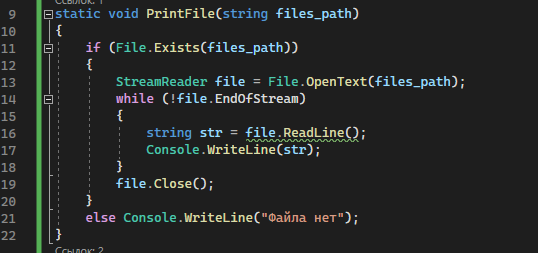 Ссылок: 1
9 static void PrintFile(string files_path)
10 {
11 if (File.Exists(files_path))
12 {
13 StreamReader file = File.OpenText(files_path);
14 while (!file.EndOfStream)
15 {
16 string str = file.ReadLine();
17 Console.WriteLine(str);
18 }
19 file.Close();
20 }
21 else Console.WriteLine("Файла нет");
22 }
Ссылок: 2